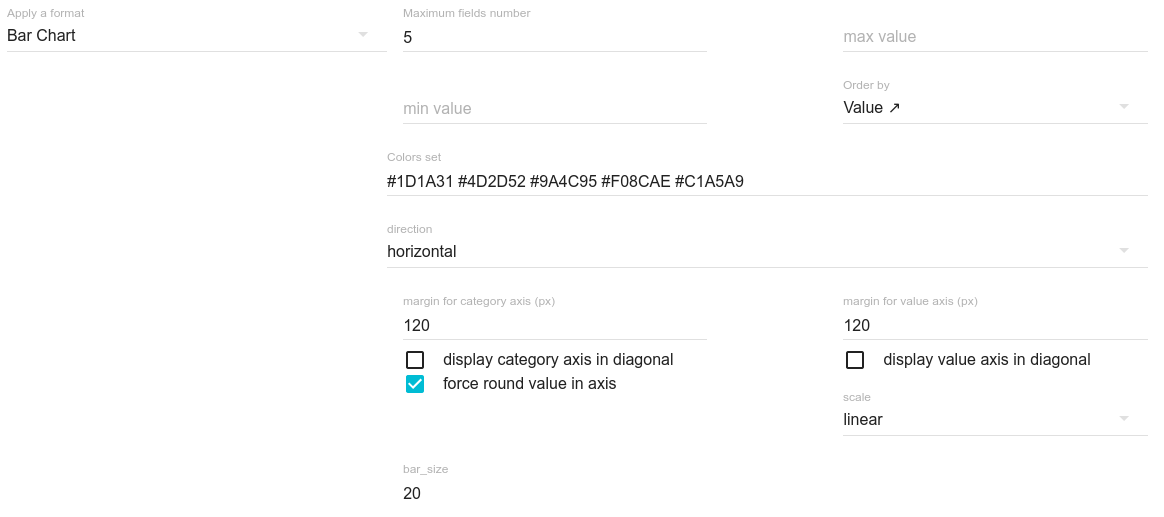 Apply a format
Bar Chart
Maximum fields number
5
max value
min value
Order by
Value ↗
Colors set
#1D1A31 #4D2D52 #9A4C95 #F08CAE #C1A5A9
direction
horizontal
margin for category axis (px)
120
margin for value axis (px)
120
display category axis in diagonal
display value axis in diagonal
force round value in axis
scale
linear
bar_size
20